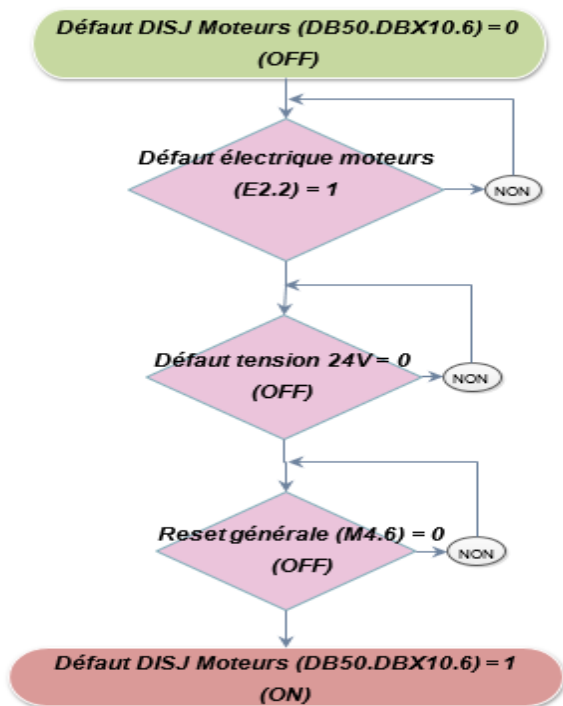 Défaut DISJ Moteurs (DB50.DBX10.6) = 0
(OFF)
Défaut électrique moteurs
(E2.2) = 1
NON
Défaut tension 24V = 0
(OFF)
NON
Reset générale (M4.6) = 0
(OFF)
NON
Défaut DISJ Moteurs (DB50.DBX10.6) = 1
(ON)